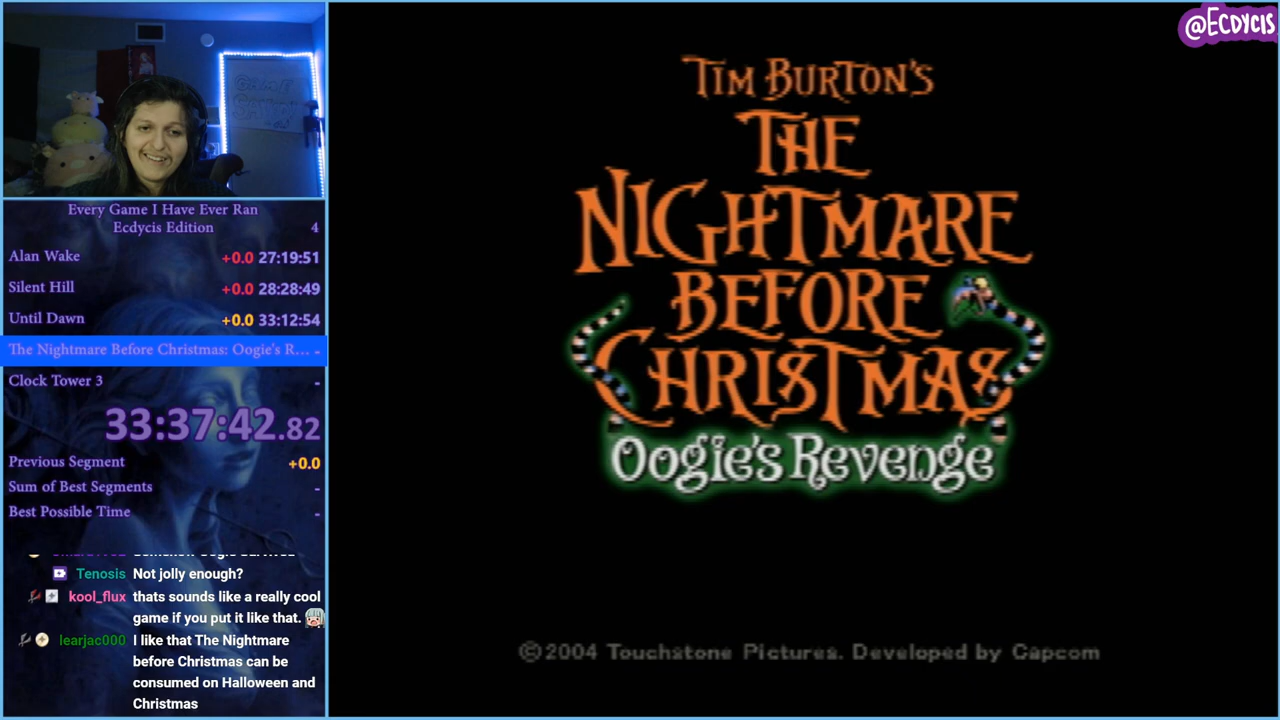 @ECDYCIS
Every Game I Have Ever Ran
Ecdycis Edition 4
Alan Wake +0.0 27:19:51
Silent Hill +0.0 28:28:49
Until Dawn +0.0 33:12:54
The Nightmare Before Christmas: Oogie's R... -
Clock Tower 3 -
33:37:42.82
Previous Segment +0.0
Sum of Best Segments -
Best Possible Time -
Tenosis Not jolly enough?
kool_flux thats sounds like a really cool
game if you put it like that.
learjac000 I like that The Nightmare
before Christmas can be
consumed on Halloween and
Christmas
TIM BURTON'S
THE
NIGHTMARE
BEFORE
CHRISTMAS
Oogie's Revenge
©2004 Touchstone Pictures. Developed by Capcom